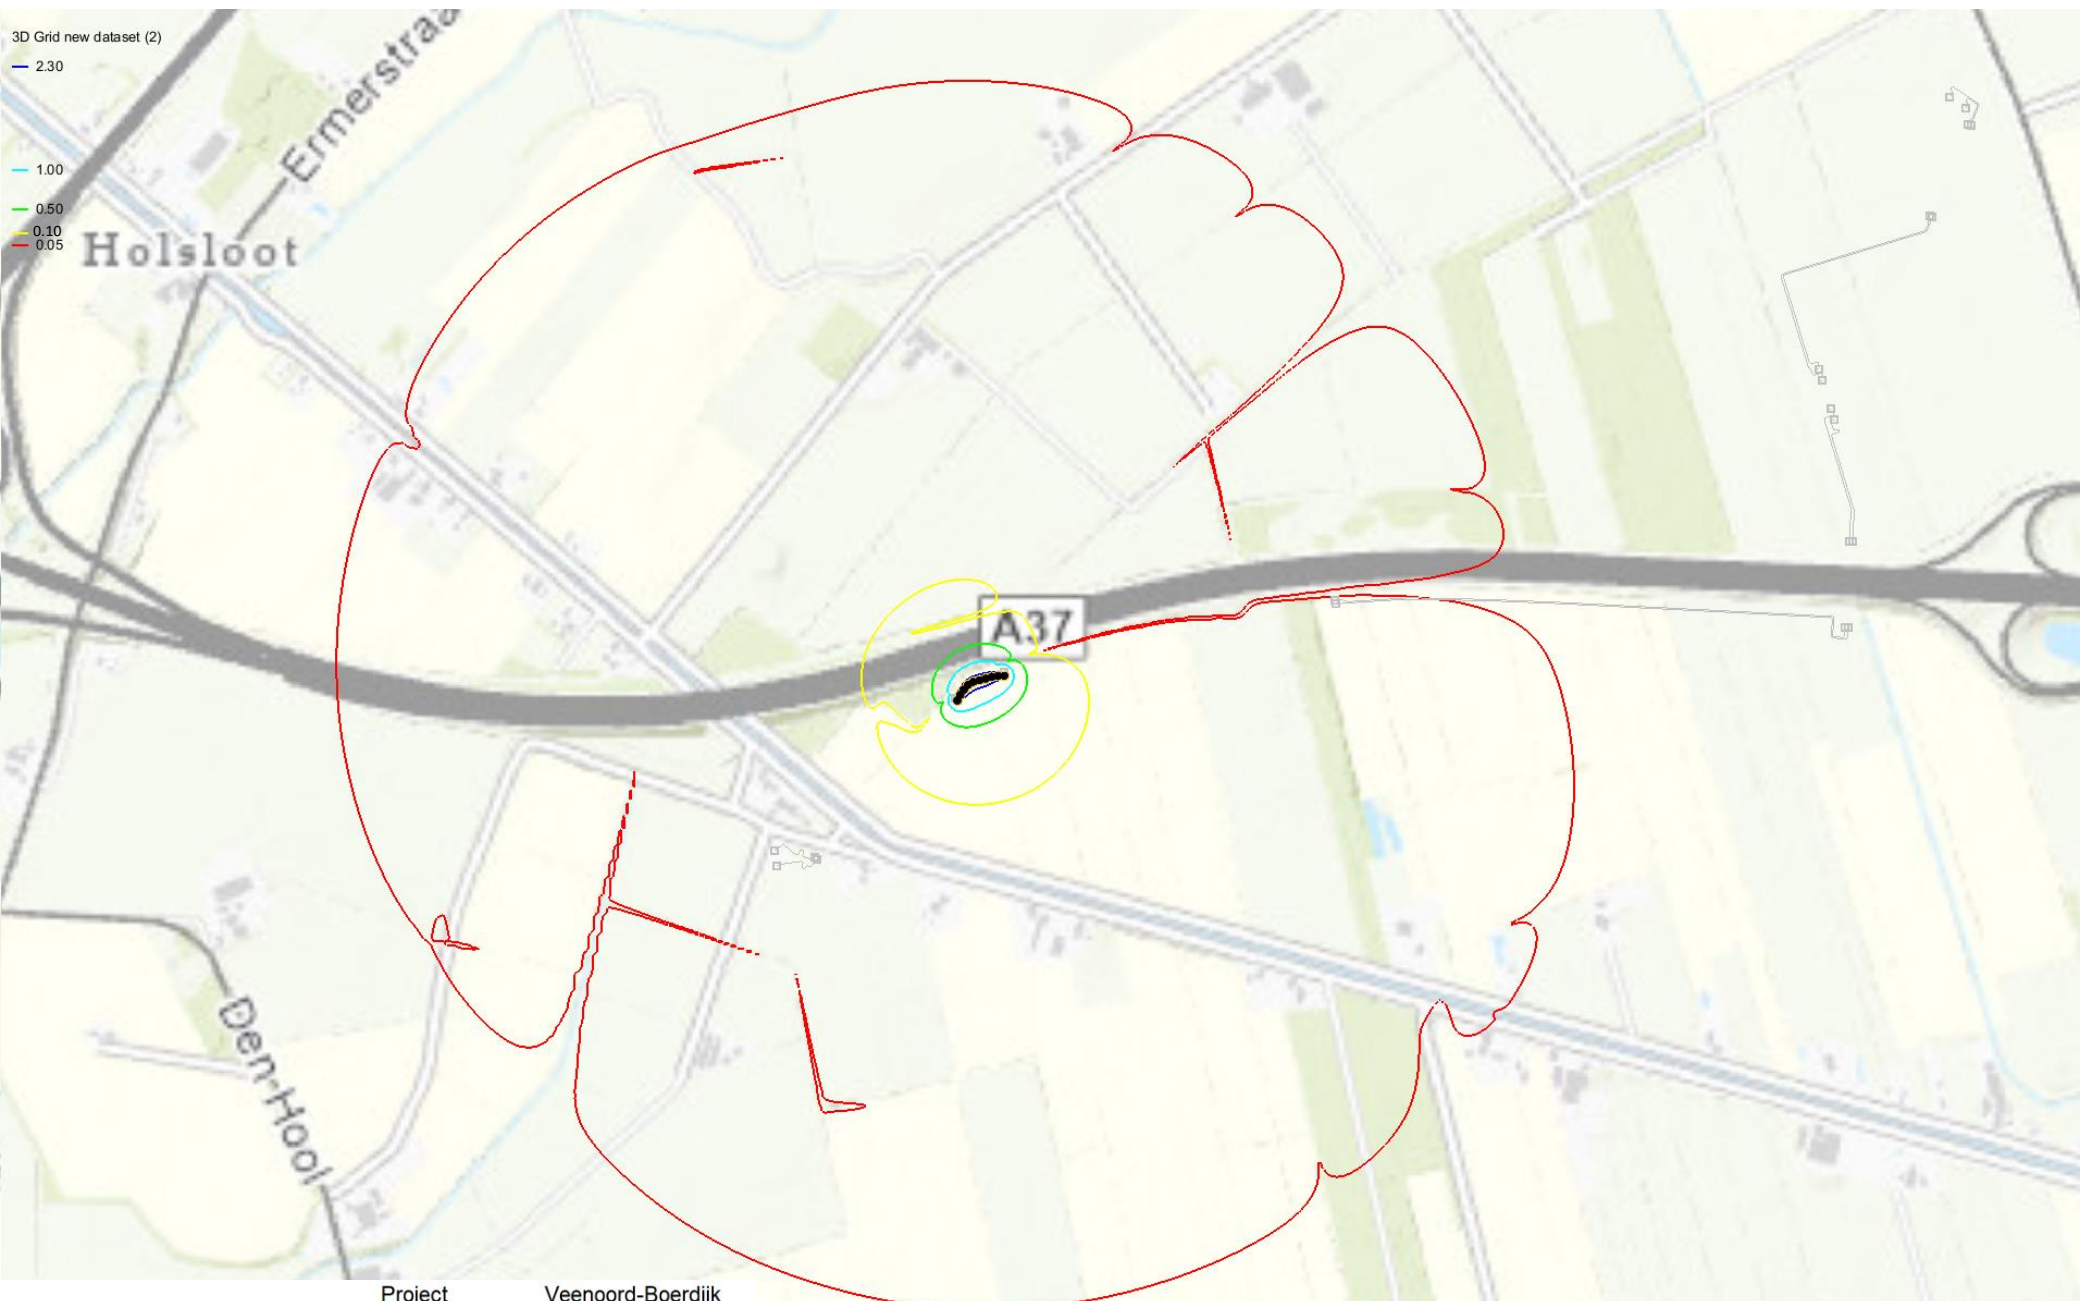 3D Grid new dataset (2)
2.30
1.00
0.50
0.10
0.05
Ermerstraa
Holsloot
A37
Den-Hool
Project Veenoord-Boerdijk